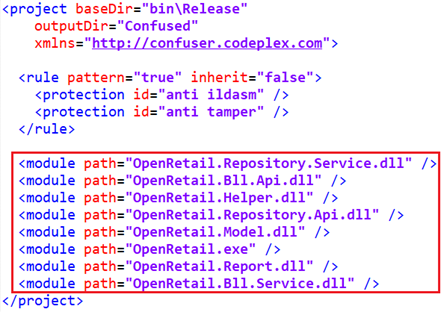 <project baseDir="bin\Release"
outputDir="Confused"
xmlns="http://confuser.codeplex.com">
<rule pattern="true" inherit="false">
<protection id="anti ildasm" />
<protection id="anti tamper" />
</rule>
<module path="OpenRetail.Repository.Service.dll" />
<module path="OpenRetail.Bll.Api.dll" />
<module path="OpenRetail.Helper.dll" />
<module path="OpenRetail.Repository.Api.dll" />
<module path="OpenRetail.Model.dll" />
<module path="OpenRetail.exe" />
<module path="OpenRetail.Report.dll" />
<module path="OpenRetail.Bll.Service.dll" />
</project>